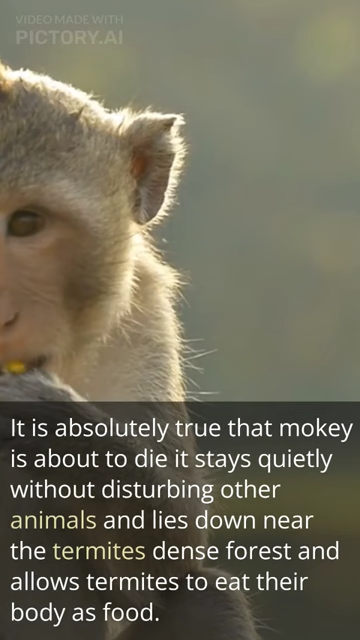 VIDEO MADE WITH
PICTORY.AI
It is absolutely true that mokey
is about to die it stays quietly
without disturbing other
animals and lies down near
the termites dense forest and
allows termites to eat their
body as food.